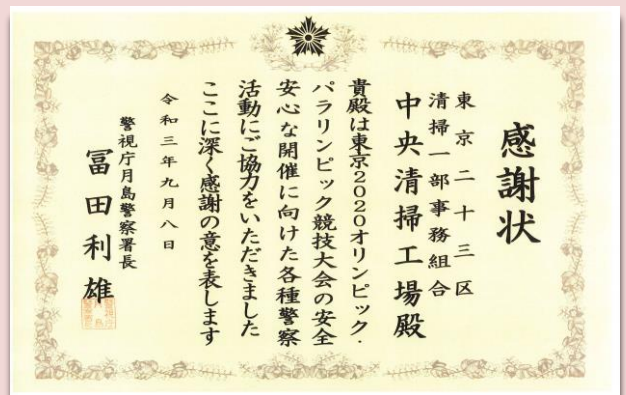 感謝状
東京二十三区
清掃一部事務組合
中央清掃工場殿
貴殿は東京2020オリンピック・
パラリンピック競技大会の安全
安心な開催に向けた各種警察
活動にご協力をいただきました
ここに深く感謝の意を表します
令和三年九月八日
警視庁月島警察署長
冨田利雄